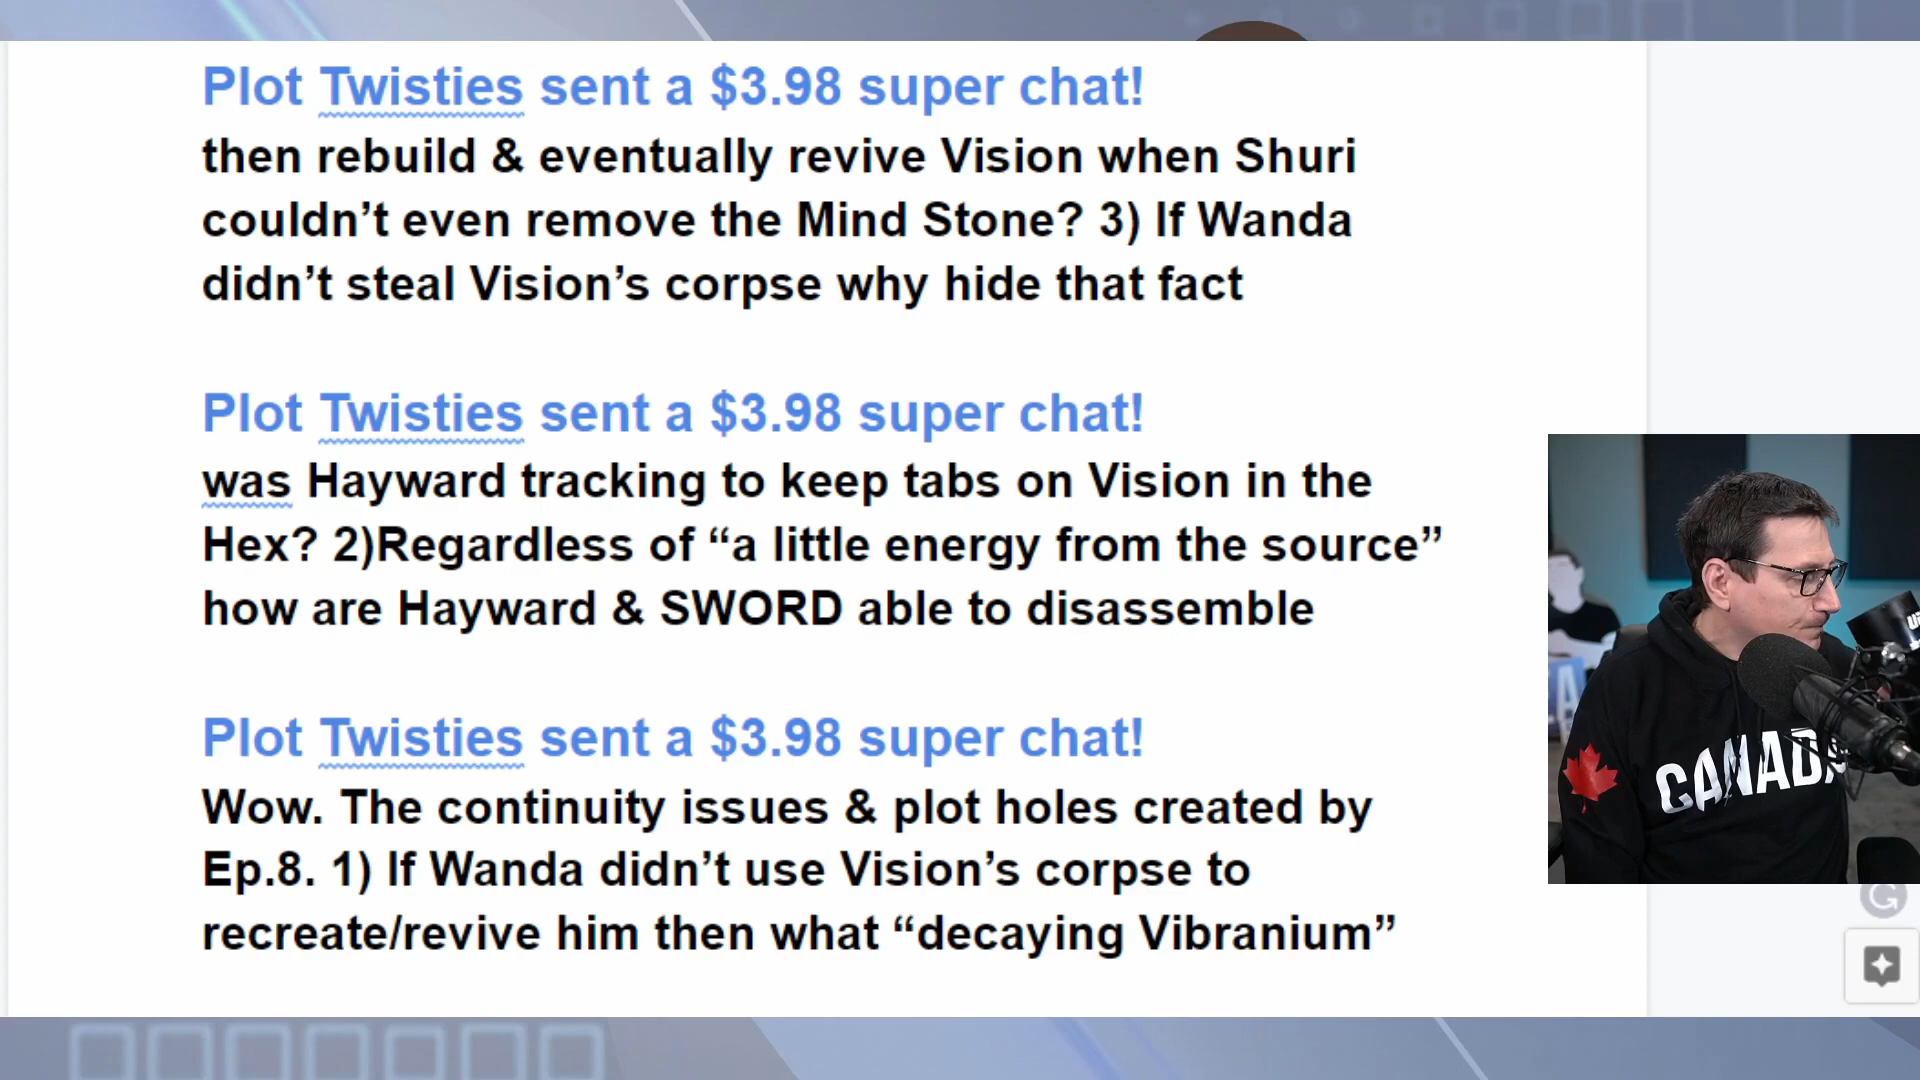 Plot Twisties sent a $3.98 super chat!
then rebuild & eventually revive Vision when Shuri
couldn’t even remove the Mind Stone? 3) If Wanda
didn’t steal Vision’s corpse why hide that fact
Plot Twisties sent a $3.98 super chat!
was Hayward tracking to keep tabs on Vision in the
Hex? 2)Regardless of “a little energy from the source”
how are Hayward & SWORD able to disassemble
Plot Twisties sent a $3.98 super chat!
Wow. The continuity issues & plot holes created by
Ep.8. 1) If Wanda didn’t use Vision’s corpse to
recreate/revive him then what “decaying Vibranium”
CANADA